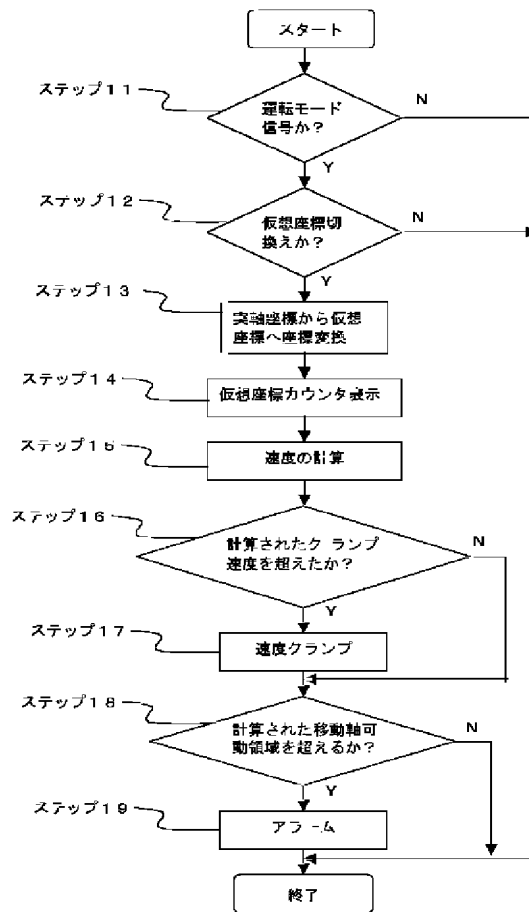 スタート
ステップ１１
運転モード
信号か？
N
Y
ステップ１２
仮想座標切
換えか？
N
Y
ステップ１３
実軸座標から仮想
座標へ座標変換
ステップ１４
仮想座標カウンタ表示
ステップ１５
速度の計算
ステップ１６
計算されたクランプ
速度を超えたか？
N
Y
ステップ１７
速度クランプ
ステップ１８
計算された移動軸可
動領域を超えるか？
N
Y
ステップ１９
アラーム
終了